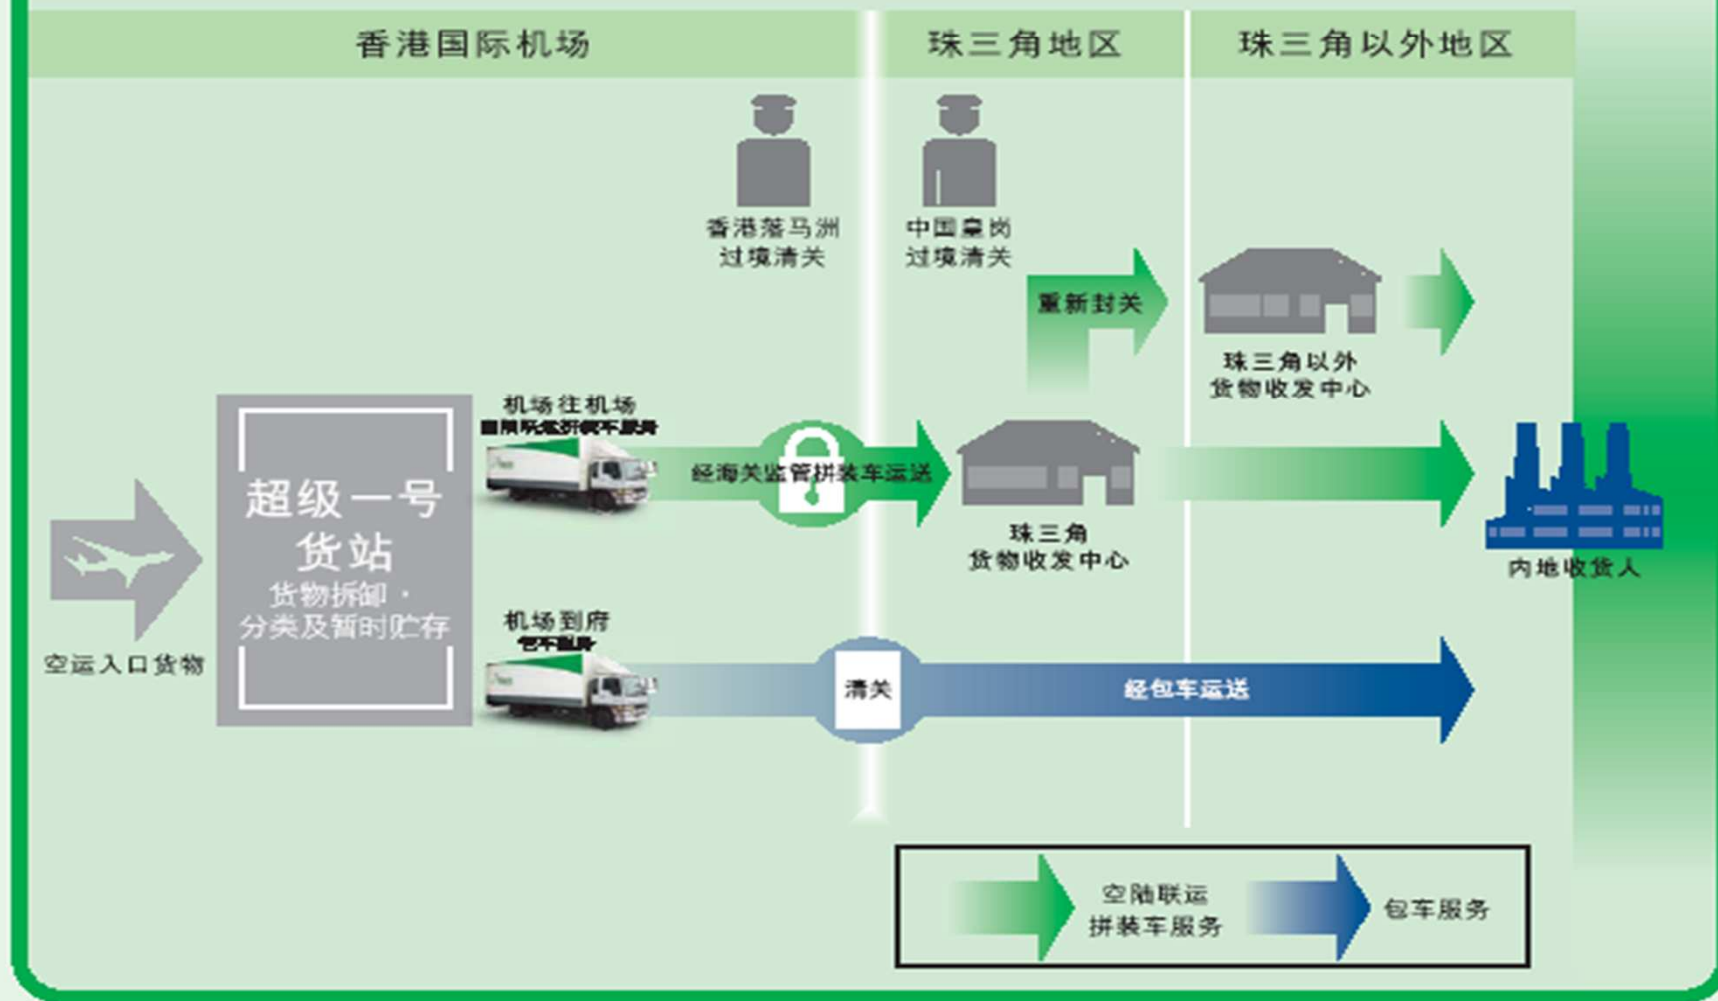 香港国际机场
珠三角地区
珠三角以外地区
香港落马洲
过境清关
中国皇岗
过境清关
重新封关
珠三角以外
货物收发中心
机场往机场
经海关监管拼装车运送
珠三角
货物收发中心
超级一号
货站
货物拆卸·
分类及暂时贮存
空运入口货物
内地收货人
机场到府
包车服务
清关
经包车运送
空陆联运
拼装车服务
包车服务